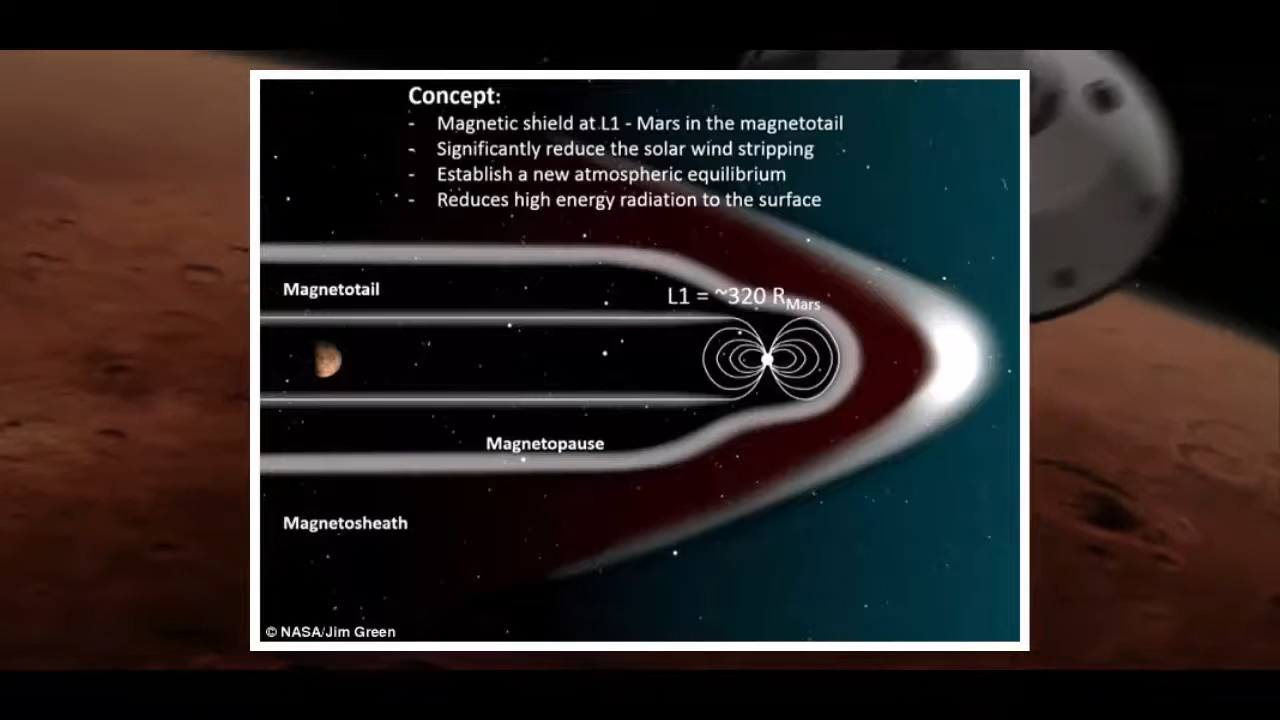 Concept:
- Magnetic shield at L1 - Mars in the magnetotail
- Significantly reduce the solar wind stripping
- Establish a new atmospheric equilibrium
- Reduces high energy radiation to the surface
Magnetotail
L1 = ~320 RMars
Magnetopause
Magnetosheath
© NASA/Jim Green